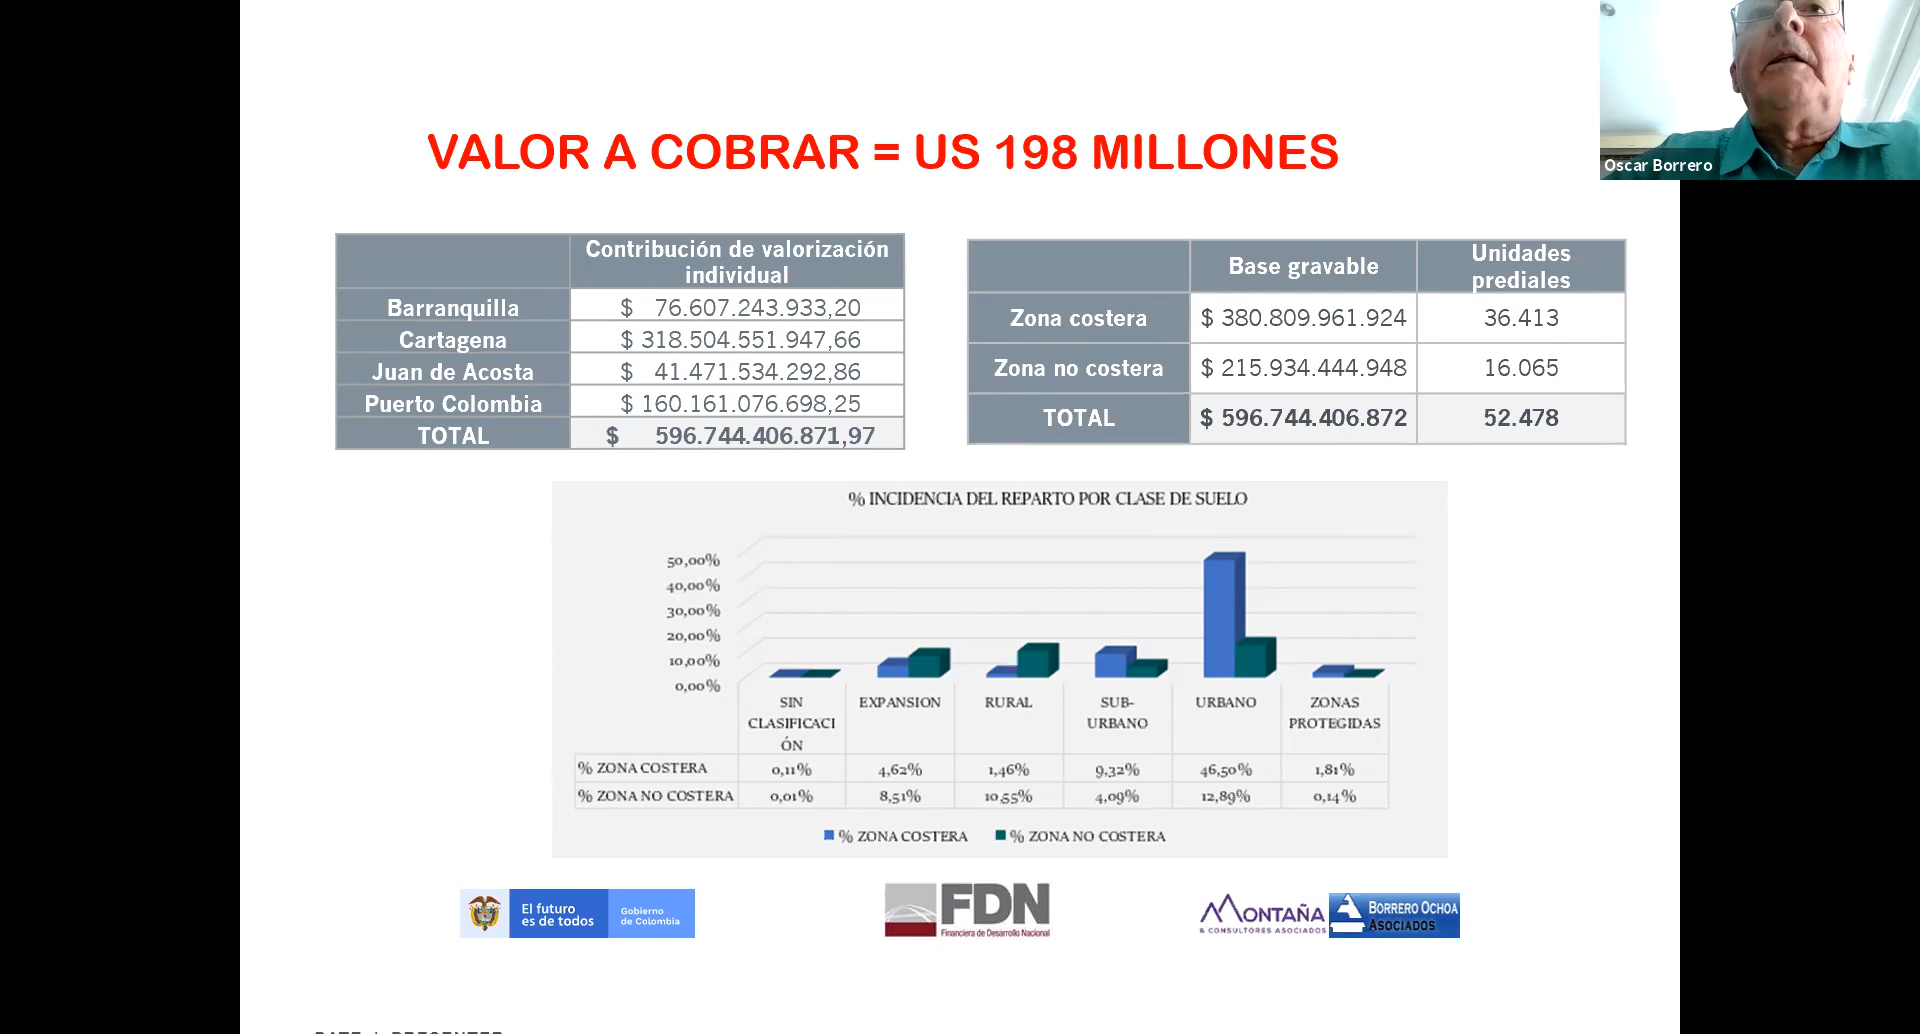 VALOR A COBRAR = US 198 MILLONES
Oscar Borrero
Contribución de valorización
individual
Barranquilla $ 76.607.243.933,20
Cartagena $ 318.504.551.947,66
Juan de Acosta $ 41.471.534.292,86
Puerto Colombia $ 160.161.076.698,25
TOTAL $ 596.744.406.871,97
Base gravable Unidades
prediales
Zona costera $ 380.809.961.924 36.413
Zona no costera $ 215.934.444.948 16.065
TOTAL $ 596.744.406.872 52.478
% INCIDENCIA DEL REPARTO POR CLASE DE SUELO
50,00%
40,00%
30,00%
20,00%
10,00%
0,00%
SIN
CLASIFICACI
ÓN
EXPANSION
RURAL
SUB-
URBANO
URBANO
ZONAS
PROTEGIDAS
% ZONA COSTERA 0,11% 4,62% 1,46% 9,32% 46,50% 1,81%
% ZONA NO COSTERA 0,01% 8,51% 10,55% 4,09% 12,89% 0,14%
% ZONA COSTERA % ZONA NO COSTERA
El futuro
es de todos
Gobierno
de Colombia
FDN
Financiera de Desarrollo Nacional
MONTAÑA
& CONSULTORES ASOCIADOS
BORRERO OCHOA
ASOCIADOS